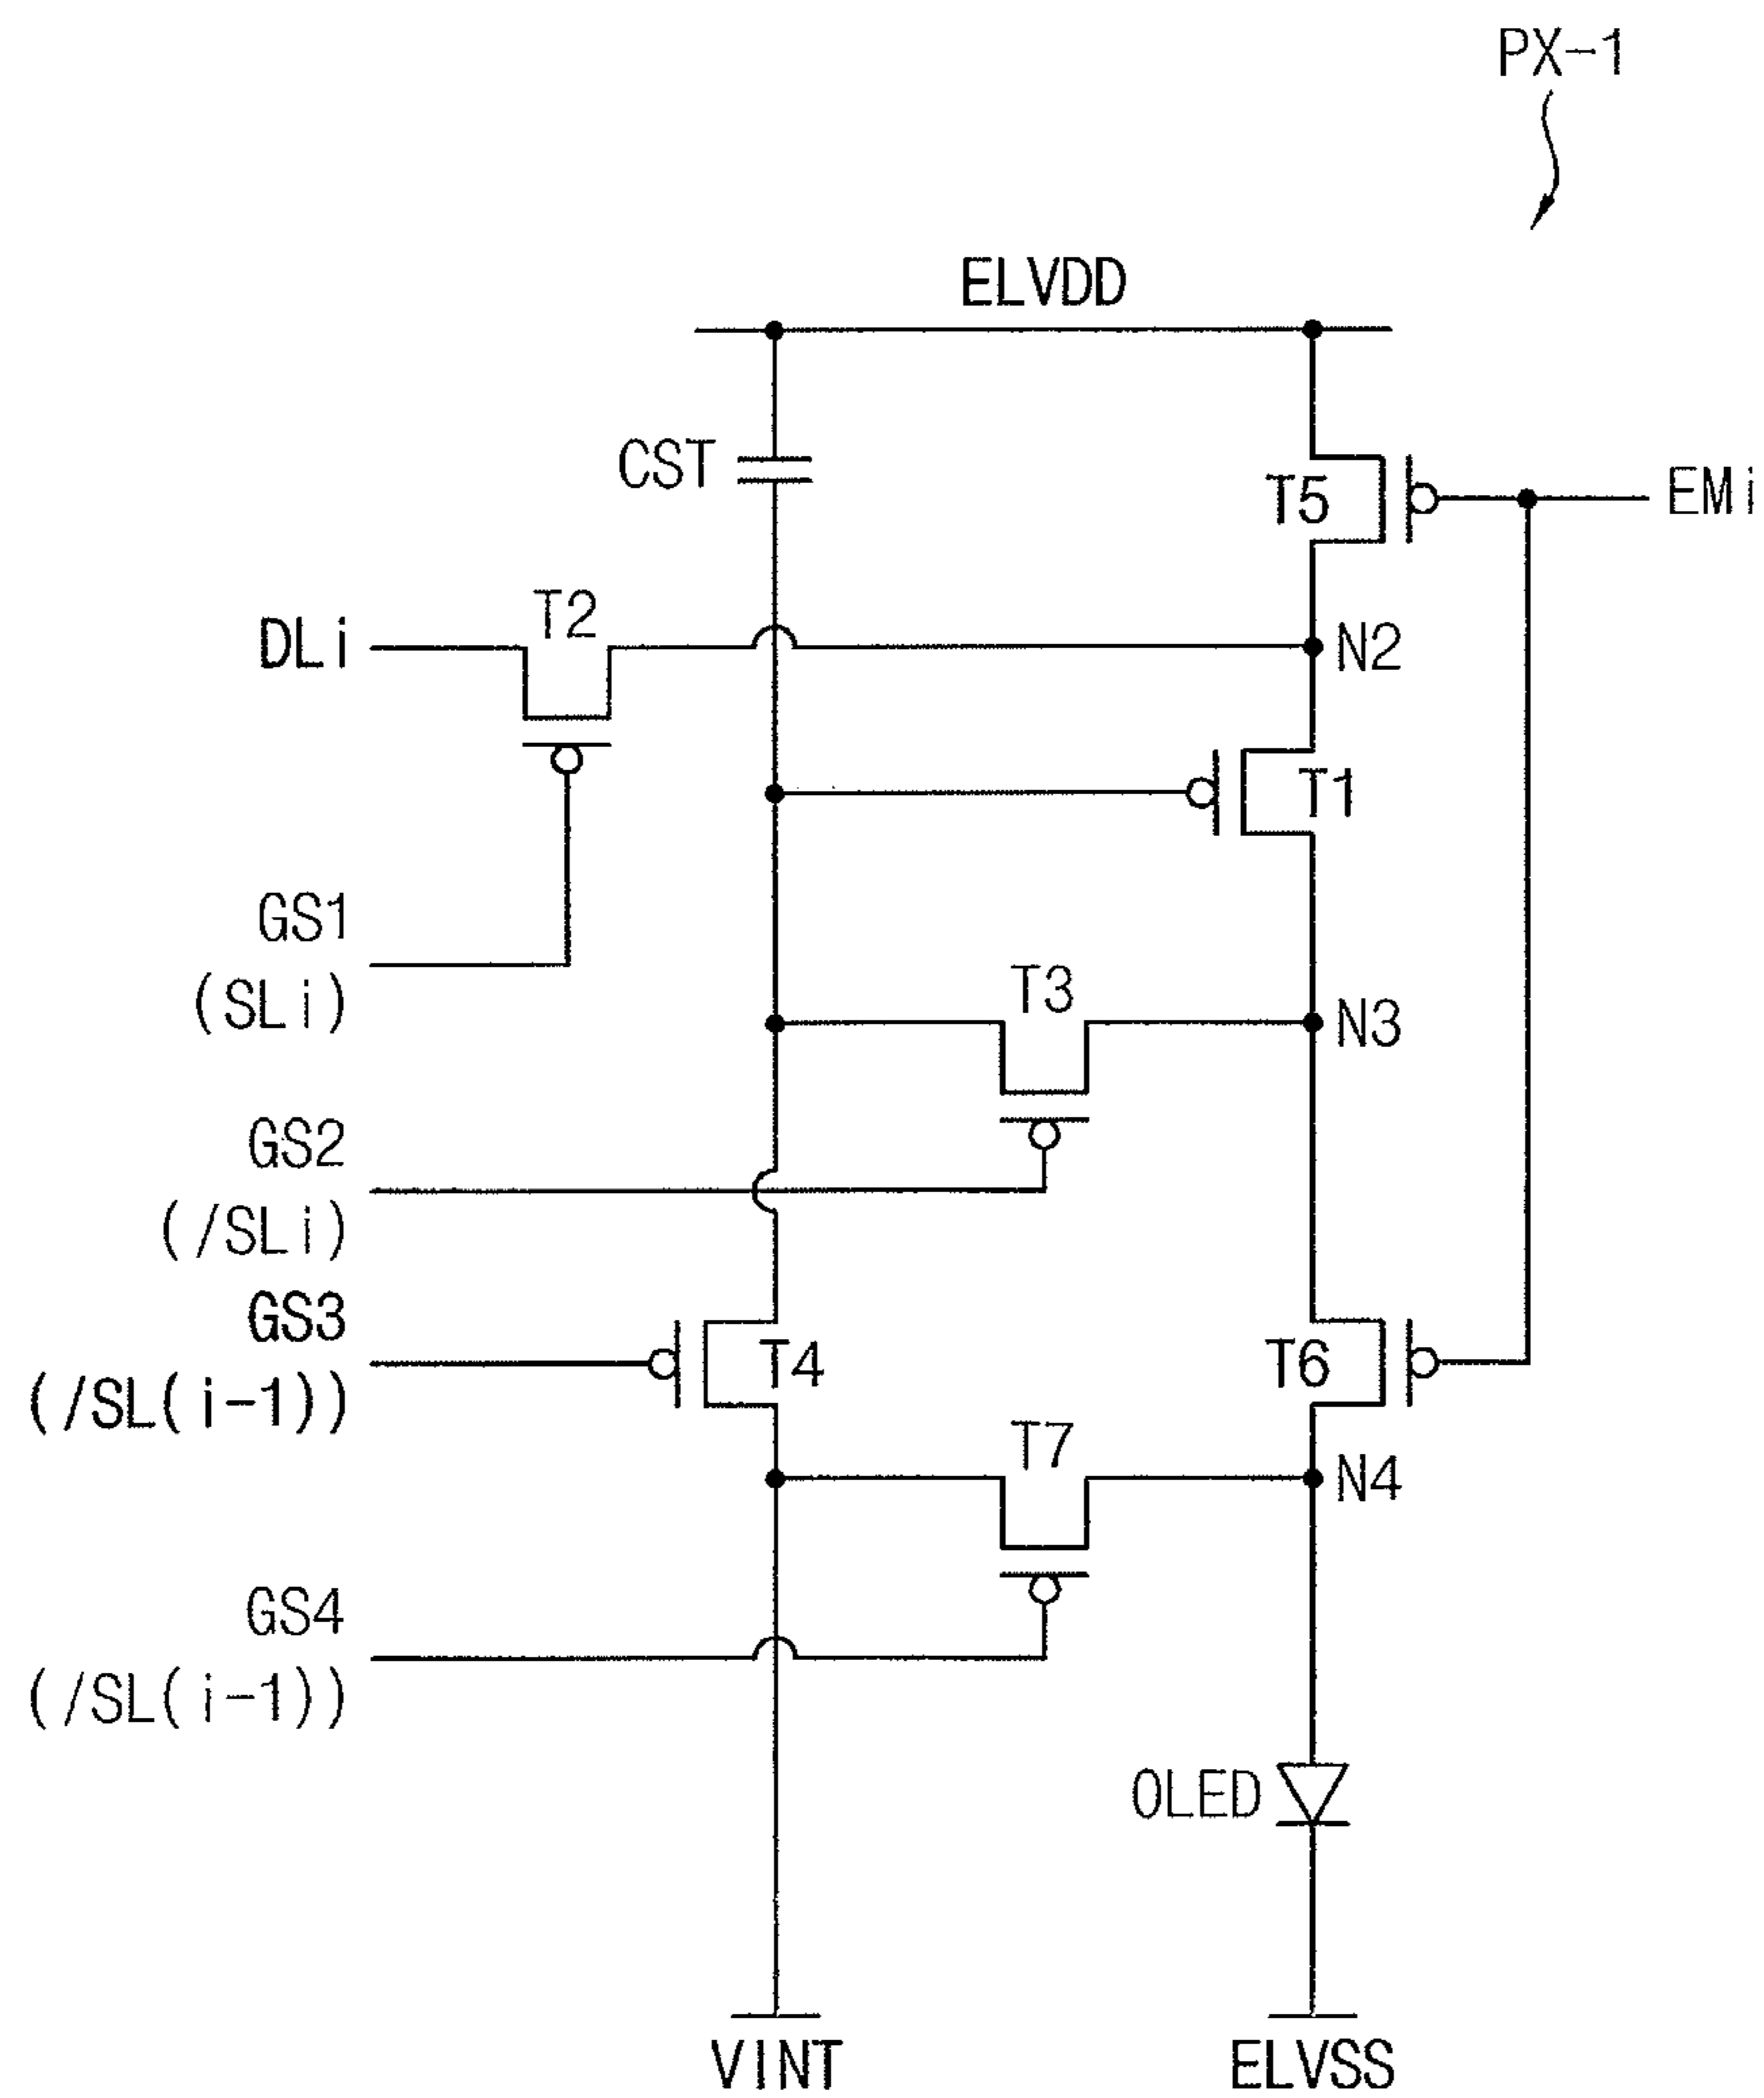 PX-1
ELVDD
CST
T5
EMi
T2
DLi
N2
T1
GS1
(SLi)
T3
N3
GS2
(/SLi)
GS3
(/SL(i-1))
T4
T6
T7
N4
GS4
(/SL(i-1))
OLED
VINT
ELVSS